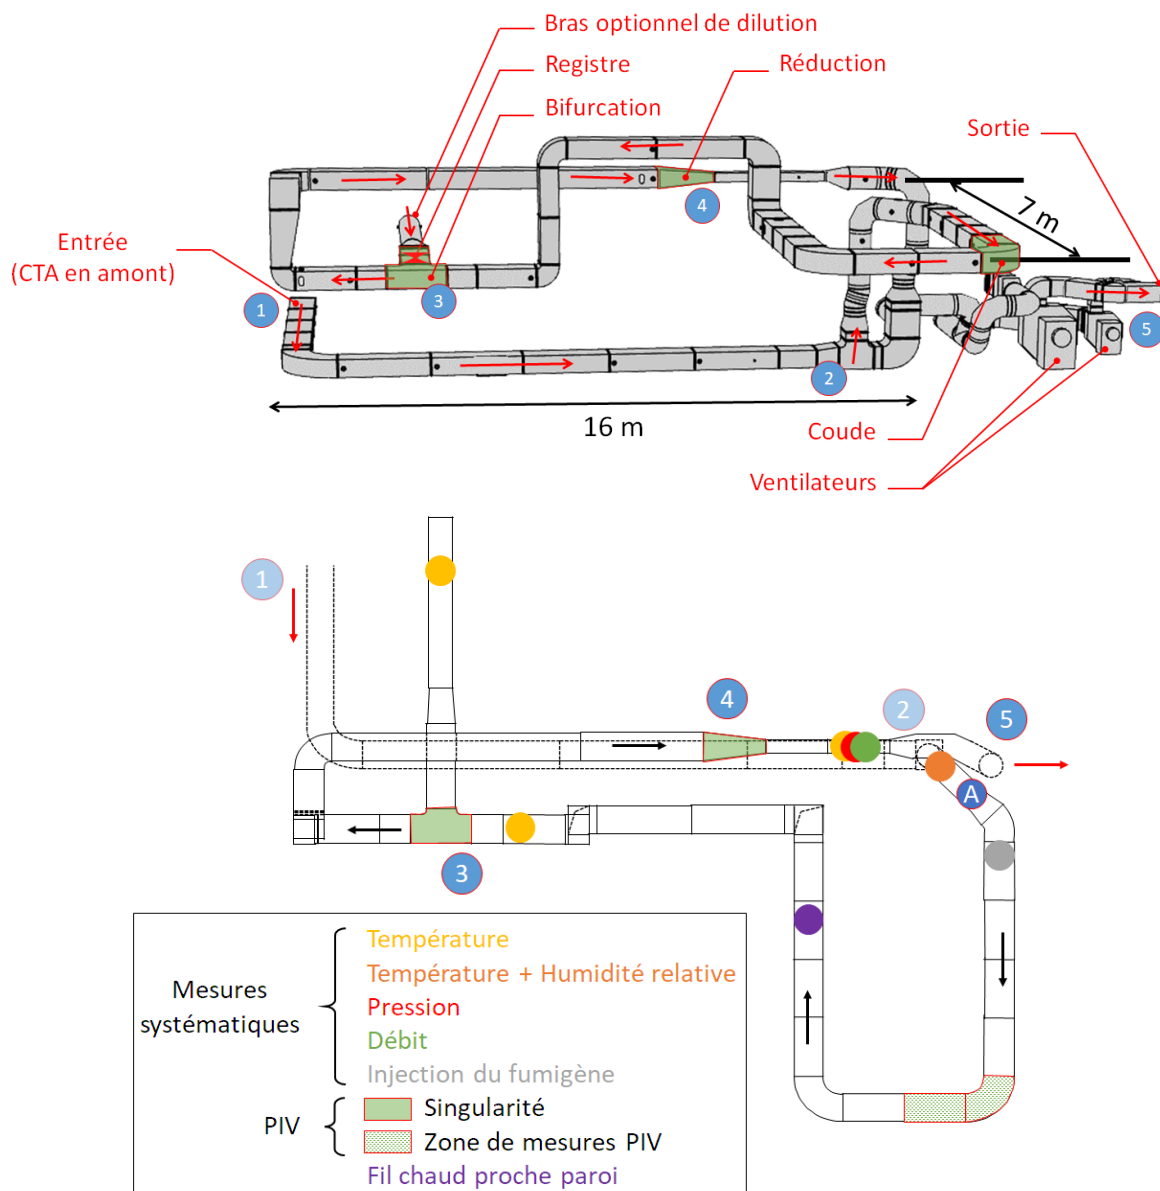 Bras optionnel de dilution
Registre
Réduction
Bifurcation
Sortie
4
7 m
Entrée
(CTA en amont)
1
3
5
2
16 m
Coude
Ventilateurs
1
4
2
5
A
3
Température
Température + Humidité relative
Mesures
systématiques
Pression
Débit
Injection du fumigène
PIV
Singularité
Zone de mesures PIV
Fil chaud proche paroi